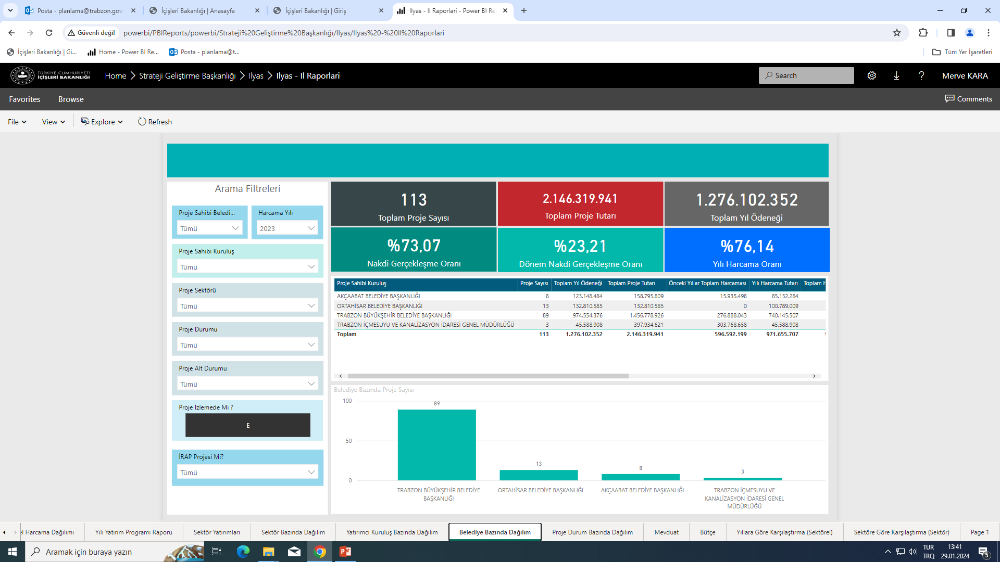 Posta - planlama@trabzon.gov.
İçişleri Bakanlığı | Anasayfa
İçişleri Bakanlığı | Giriş
Ilyas - Il Raporlari - Power BI Re
Güvenli değil
powerbi/PBIReports/powerbi/Strateji%20Geliştirme%20Başkanlığı/Ilyas/Ilyas%20-%20Il%20Raporlari
İçişleri Bakanlığı | Gi...
Home - Power BI Re...
Posta - planlama@t...
Tüm Yer İşaretleri
TÜRKİYE CUMHURİYETİ
İÇİŞLERİ BAKANLIĞI
Home > Strateji Geliştirme Başkanlığı > Ilyas > Ilyas - Il Raporlari
Search
?
Merve KARA
Favorites
Browse
Comments
File
View
Explore
Refresh
Arama Filtreleri
Proje Sahibi Beledi...
Tümü
Harcama Yılı
2023
Proje Sahibi Kuruluş
Tümü
Proje Sektörü
Tümü
Proje Durumu
Tümü
Proje Alt Durumu
Tümü
Proje İzlemede Mi ?
E
İRAP Projesi Mi?
Tümü
113
Toplam Proje Sayısı
2.146.319.941
Toplam Proje Tutarı
1.276.102.352
Toplam Yıl Ödeneği
%73,07
Nakdi Gerçekleşme Oranı
%23,21
Dönem Nakdi Gerçekleşme Oranı
%76,14
Yılı Harcama Oranı
Proje Sahibi Kuruluş Proje Sayısı Toplam Yıl Ödeneği Toplam Proje Tutarı Önceki Yıllar Toplam Harcaması Yılı Harcama Tutarı Toplam H
AKÇAABAT BELEDİYE BAŞKANLIĞI 8 123.148.484 158.795.809 15.935.498 85.132.284
ORTAHİSAR BELEDİYE BAŞKANLIĞI 13 132.810.585 132.810.585 0 100.789.009
TRABZON BÜYÜKŞEHİR BELEDİYE BAŞKANLIĞI 89 974.554.376 1.456.778.926 276.888.043 740.145.507
TRABZON İÇMESUYU VE KANALİZASYON İDARESİ GENEL MÜDÜRLÜĞÜ 3 45.588.908 397.934.621 303.768.658 45.588.908
Toplam 113 1.276.102.352 2.146.319.941 596.592.199 971.655.707
Belediye Bazında Proje Sayısı
100
50
0
89
13
8
3
TRABZON BÜYÜKŞEHİR BELEDİYE
BAŞKANLIĞI
ORTAHİSAR BELEDİYE BAŞKANLIĞI
AKÇAABAT BELEDİYE BAŞKANLIĞI
TRABZON İÇMESUYU VE
KANALİZASYON İDARESİ GENEL
MÜDÜRLÜĞÜ
el Harcama Dağılımı
Yılı Yatırım Programı Raporu
Sektör Yatırımları
Sektör Bazında Dağılım
Yatırımcı Kuruluş Bazında Dağılım
Belediye Bazında Dağılım
Proje Durum Bazında Dağılım
Mevduat
Bütçe
Yıllara Göre Karşılaştırma (Sektörel)
Sektöre Göre Karşılaştırma (Sektör)
Page 1
Aramak için buraya yazın
TUR
TRQ
13:41
29.01.2024
5